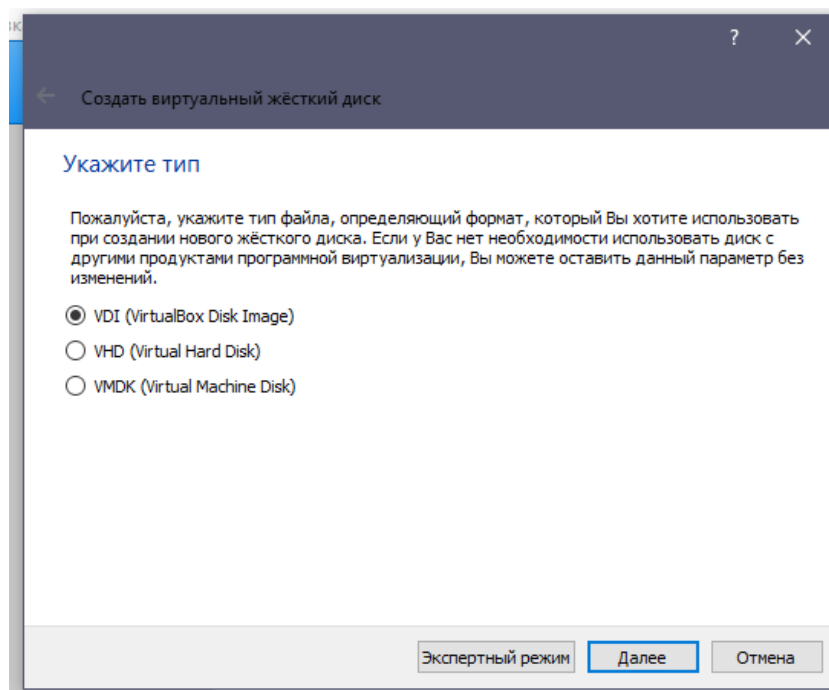 ?
Создать виртуальный жёсткий диск
Укажите тип
Пожалуйста, укажите тип файла, определяющий формат, который Вы хотите использовать
при создании нового жёсткого диска. Если у Вас нет необходимости использовать диск с
другими продуктами программной виртуализации, Вы можете оставить данный параметр без
изменений.
VDI (VirtualBox Disk Image)
VHD (Virtual Hard Disk)
VMDK (Virtual Machine Disk)
Экспертный режим Далее Отмена